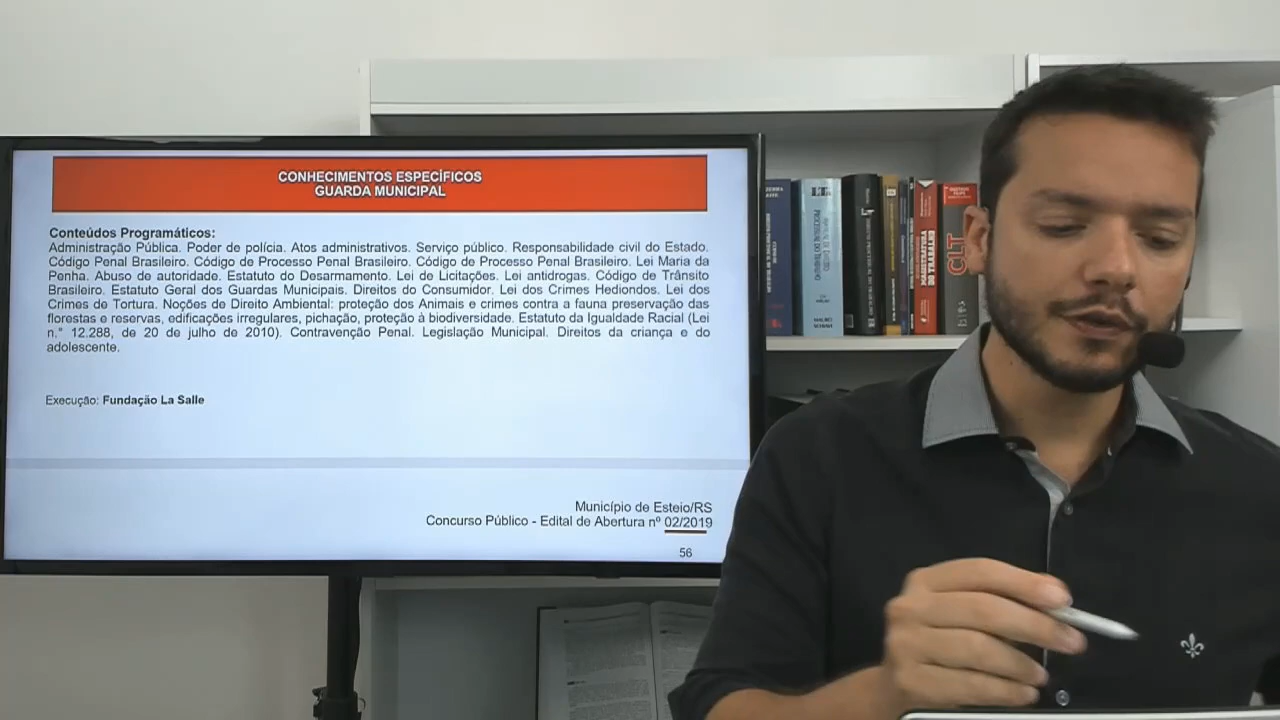 CONHECIMENTOS ESPECÍFICOS
GUARDA MUNICIPAL
Conteúdos Programáticos:
Administração Pública. Poder de polícia. Atos administrativos. Serviço público. Responsabilidade civil do Estado.
Código Penal Brasileiro. Código de Processo Penal Brasileiro. Código de Processo Penal Brasileiro. Lei Maria da
Penha. Abuso de autoridade. Estatuto do Desarmamento. Lei de Licitações. Lei antidrogas. Código de Trânsito
Brasileiro. Estatuto Geral dos Guardas Municipais. Direitos do Consumidor. Lei dos Crimes Hediondos. Lei dos
Crimes de Tortura. Noções de Direito Ambiental: proteção dos Animais e crimes contra a fauna preservação das
florestas e reservas, edificações irregulares, pichação, proteção à biodiversidade. Estatuto da Igualdade Racial (Lei
n.° 12.288, de 20 de julho de 2010). Contravenção Penal. Legislação Municipal. Direitos da criança e do
adolescente.
Execução: Fundação La Salle
Município de Esteio/RS
Concurso Público - Edital de Abertura nº 02/2019
56
CLT